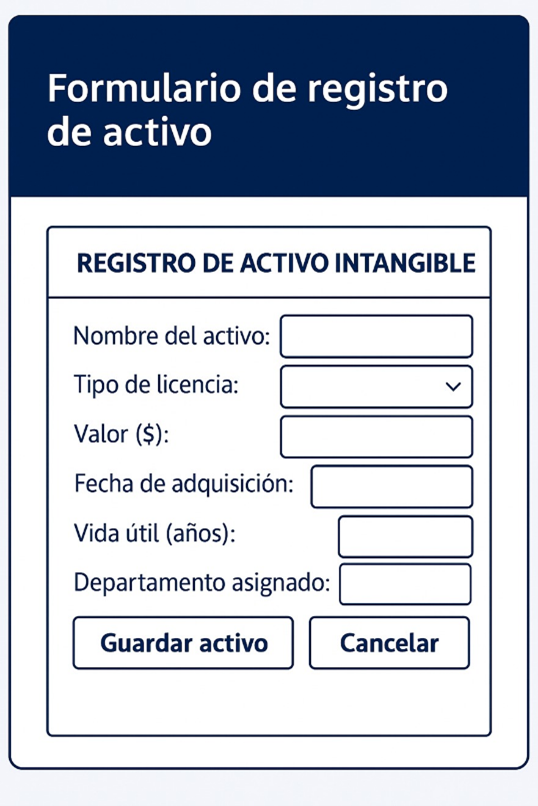 Formulario de registro
de activo
REGISTRO DE ACTIVO INTANGIBLE
Nombre del activo:
Tipo de licencia:
Valor ($):
Fecha de adquisición:
Vida útil (años):
Departamento asignado:
Guardar activo
Cancelar